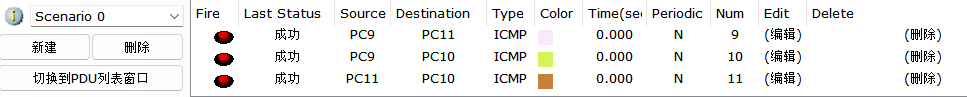 Scenario 0
新建 删除
切换到PDU列表窗口
Fire Last Status Source Destination Type Color Time(sec Periodic Num Edit Delete
成功 PC9 PC11 ICMP 0.000 N 9 (编辑) (删除)
成功 PC9 PC10 ICMP 0.000 N 10 (编辑) (删除)
成功 PC11 PC10 ICMP 0.000 N 11 (编辑) (删除)